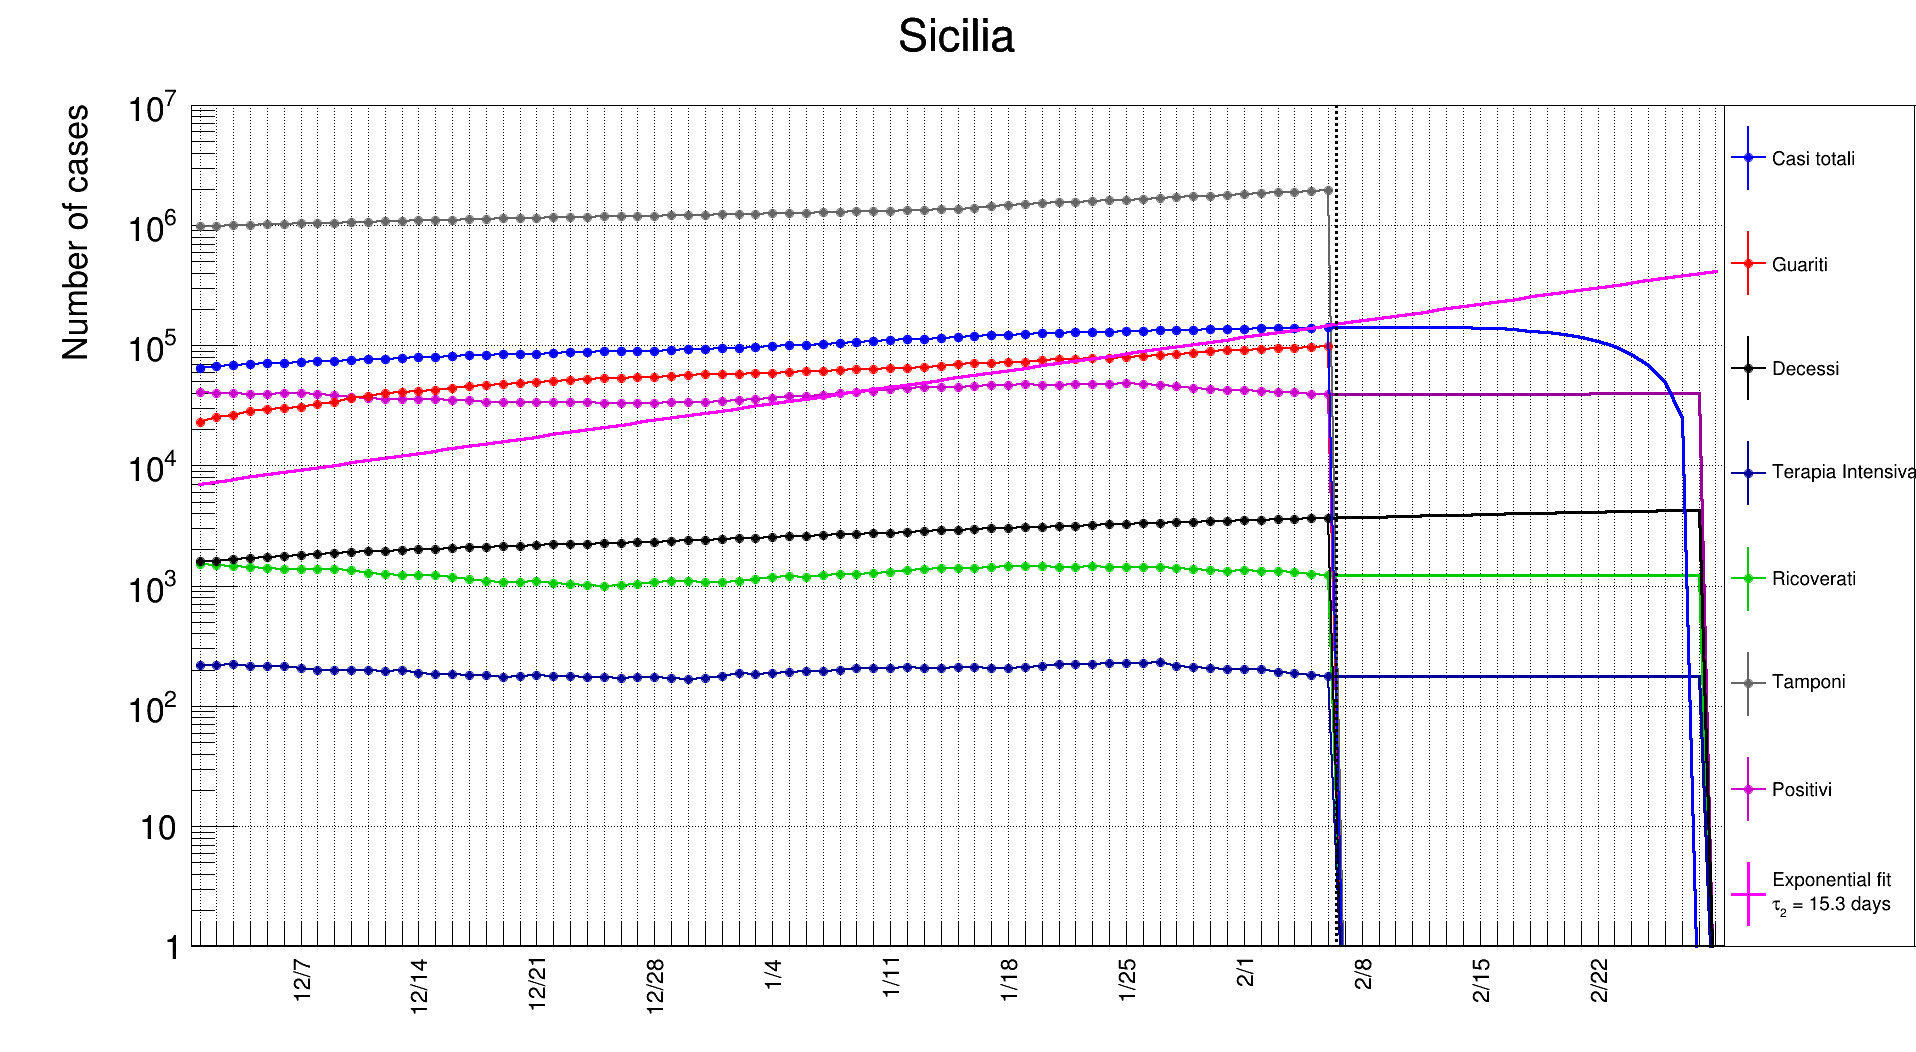 Sicilia
Number of cases
10^7
10^6
10^5
10^4
10^3
10^2
10
1
12/7
12/14
12/21
12/28
1/4
1/11
1/18
1/25
2/1
2/8
2/15
2/22
Casi totali
Guariti
Decessi
Terapia Intensiva
Ricoverati
Tamponi
Positivi
Exponential fit
τ₂ = 15.3 days